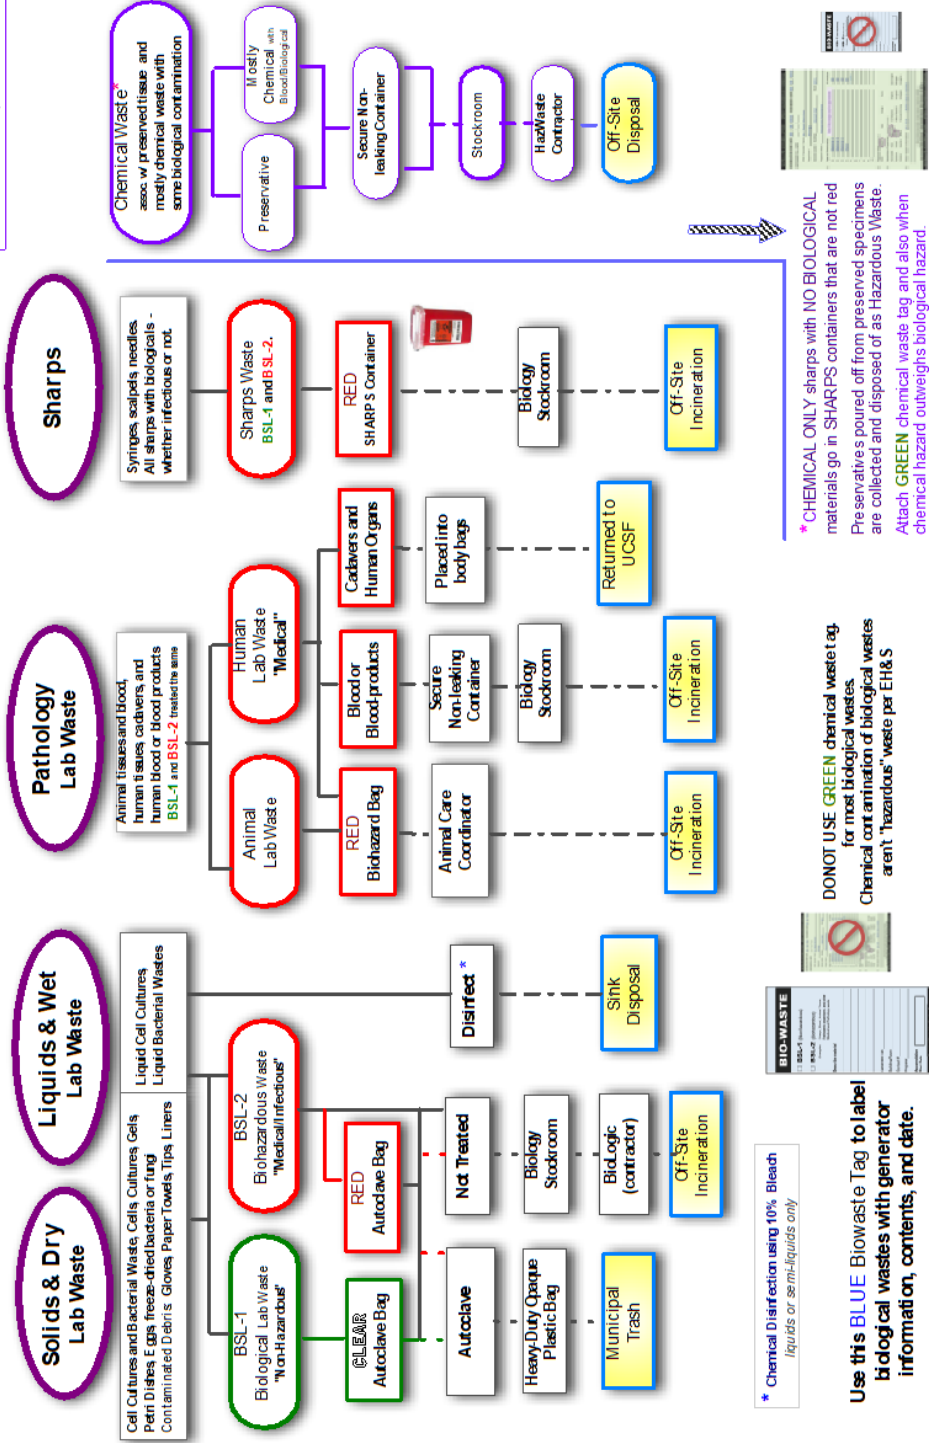 Solids & Dry
Lab Waste
Liquids & Wet
Lab Waste
Pathology
Lab Waste
Sharps
Cell Cultures and Bacterial Waste, Cells, Cultures, Gels,
Petri Dishes, Eggs, freeze-dried bacteria or fungi
Contaminated Debris: Gloves, Paper Towels, Tips, Liners
Liquid Cell Cultures,
Liquid Bacterial Wastes
Animal tissues and blood,
human tissues, cadavers, and
human blood or blood products
BSL-1 and BSL-2 treated the same
Syringes, scalpels, needles.
All sharps with biologicals -
whether infectious or not.
Chemical Waste*
assoc. w/ preserved tissue and
mostly chemical waste with
some biological contamination
BSL-1
Biological Lab Waste
"Non-Hazardous"
BSL-2
Biohazardous Waste
"Medical/Infectious"
Animal
Lab Waste
Human
Lab Waste
"Medical"
Sharps Waste
BSL-1 and BSL-2.
Preservative
Mostly
Chemical with
Blood/Biological
CLEAR
Autoclave Bag
RED
Autoclave Bag
RED
Biohazard Bag
Blood or
Blood-products
Cadavers and
Human Organs
RED
SHARPS Container
Secure Non-
leaking Container
Autoclave
Not Treated
Disinfect *
Animal Care
Coordinator
Secure
Non-leaking
Container
Placed into
body bags
Stockroom
Heavy-Duty Opaque
Plastic Bag
Biology
Stockroom
Biology
Stockroom
Biology
Stockroom
HazWaste
Contractor
Municipal
Trash
BioLogic
(contractor)
Sink
Disposal
Returned to
UCSF
Off-Site
Disposal
Off-Site
Incineration
Off-Site
Incineration
Off-Site
Incineration
Off-Site
Incineration
* Chemical Disinfection using 10% Bleach
liquids or semi-liquids only
Use this BLUE Biowaste Tag to label
biological wastes with generator
information, contents, and date.
BIO-WASTE
BSL-1
BSL-2
DO NOT USE GREEN chemical waste tag.
for most biological wastes.
Chemical contamination of biological wastes
aren't "hazardous" waste per EH&S
* CHEMICAL ONLY sharps with NO BIOLOGICAL
materials go in SHARPS containers that are not red
Preservatives poured off from preserved specimens
are collected and disposed of as Hazardous Waste.
Attach GREEN chemical waste tag and also when
chemical hazard outweighs biological hazard.
BIO-WASTE